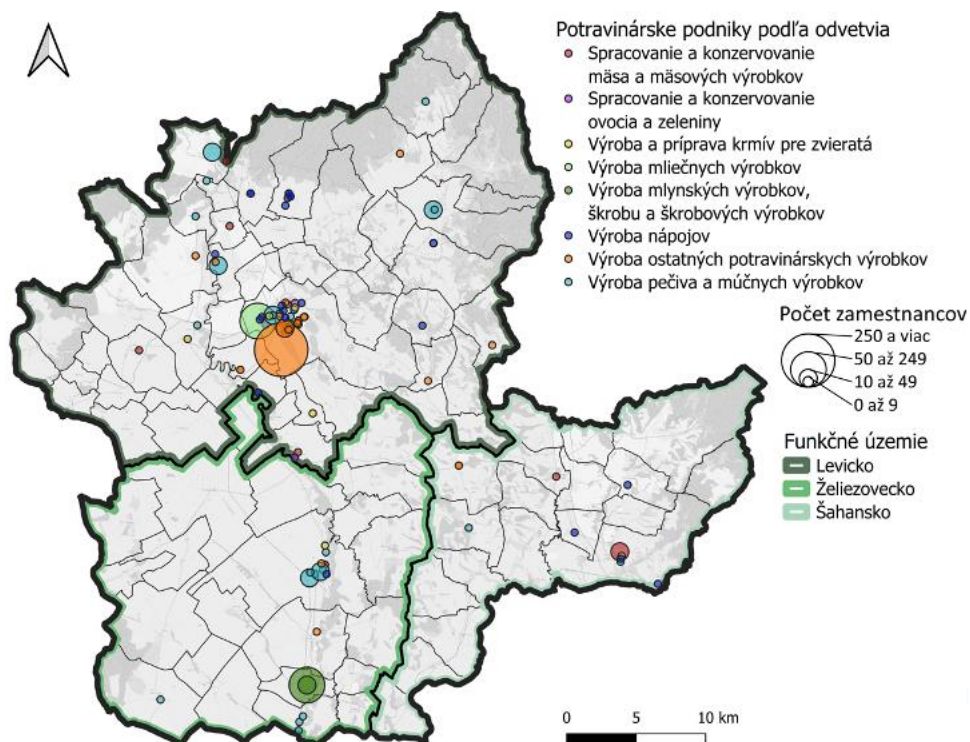 Potravinárske podniky podľa odvetvia
Spracovanie a konzervovanie
mäsa a mäsových výrobkov
Spracovanie a konzervovanie
ovocia a zeleniny
Výroba a príprava krmív pre zvieratá
Výroba mliečnych výrobkov
Výroba mlynských výrobkov,
škrobu a škrobových výrobkov
Výroba nápojov
Výroba ostatných potravinárskych výrobkov
Výroba pečiva a múčnych výrobkov
Počet zamestnancov
250 a viac
50 až 249
10 až 49
0 až 9
Funkčné územie
Levicko
Želiezovecko
Šahansko
0 5 10 km